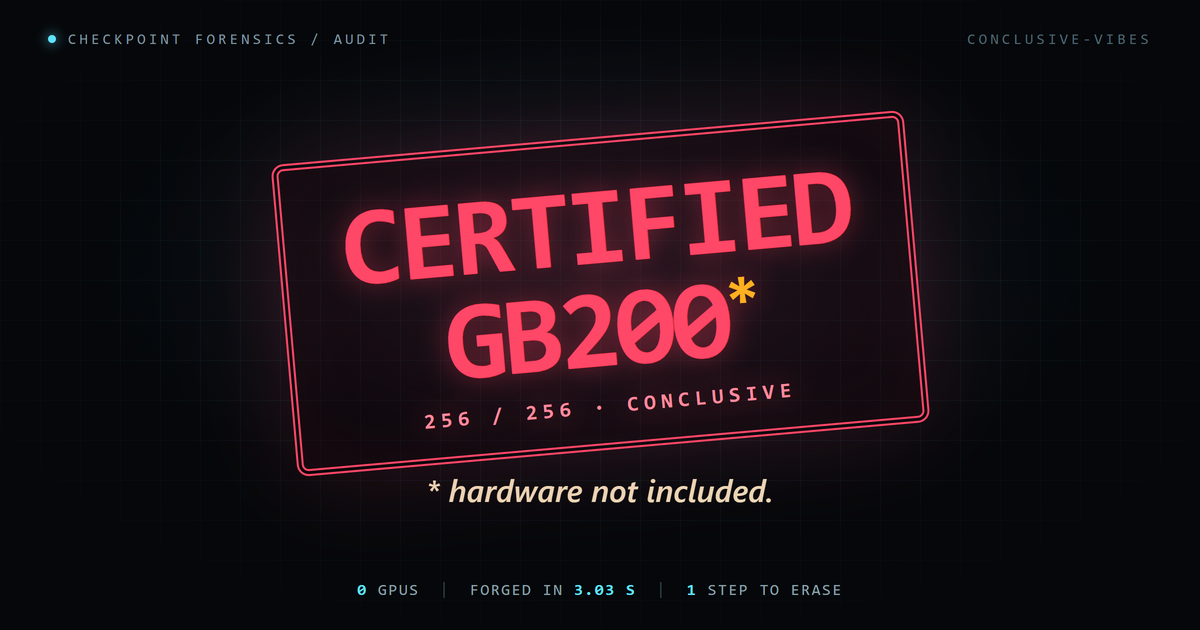 CHECKPOINT FORENSICS / AUDIT
CONCLUSIVE-VIBES
CERTIFIED
GB200*
256 / 256 · CONCLUSIVE
* hardware not included.
0 GPUS | FORGED IN 3.03 S | 1 STEP TO ERASE